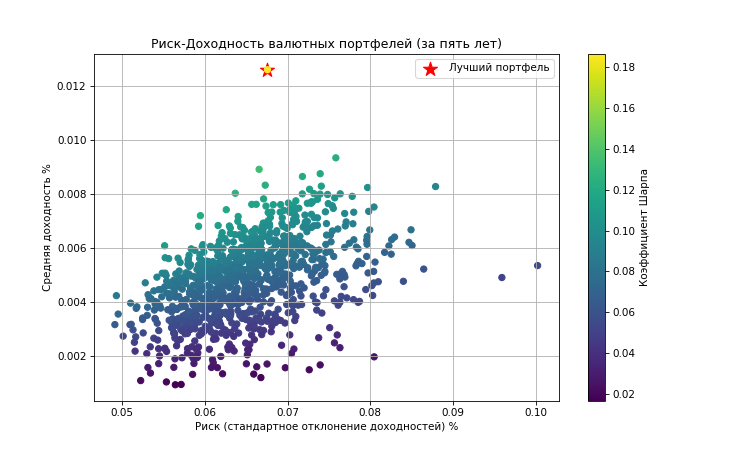 Риск-Доходность валютных портфелей (за пять лет)
Лучший портфель
Средняя доходность %
0.012
0.010
0.008
0.006
0.004
0.002
0.05 0.06 0.07 0.08 0.09 0.10
Риск (стандартное отклонение доходностей) %
0.18
0.16
0.14
0.12
0.10
0.08
0.06
0.04
0.02
Коэффициент Шарпа